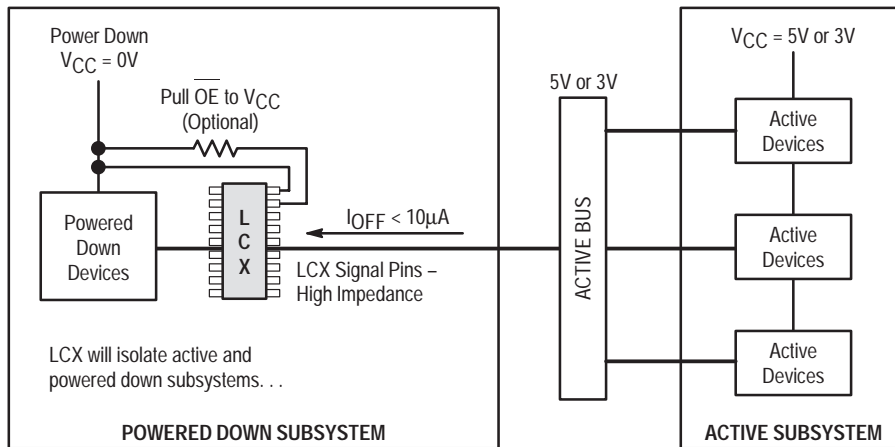 Power Down
VCC = 0V
Pull OE to VCC
(Optional)
Powered
Down
Devices
L
C
X
IOFF < 10µA
LCX Signal Pins –
High Impedance
LCX will isolate active and
powered down subsystems. . .
POWERED DOWN SUBSYSTEM
5V or 3V
ACTIVE BUS
VCC = 5V or 3V
Active
Devices
Active
Devices
Active
Devices
ACTIVE SUBSYSTEM